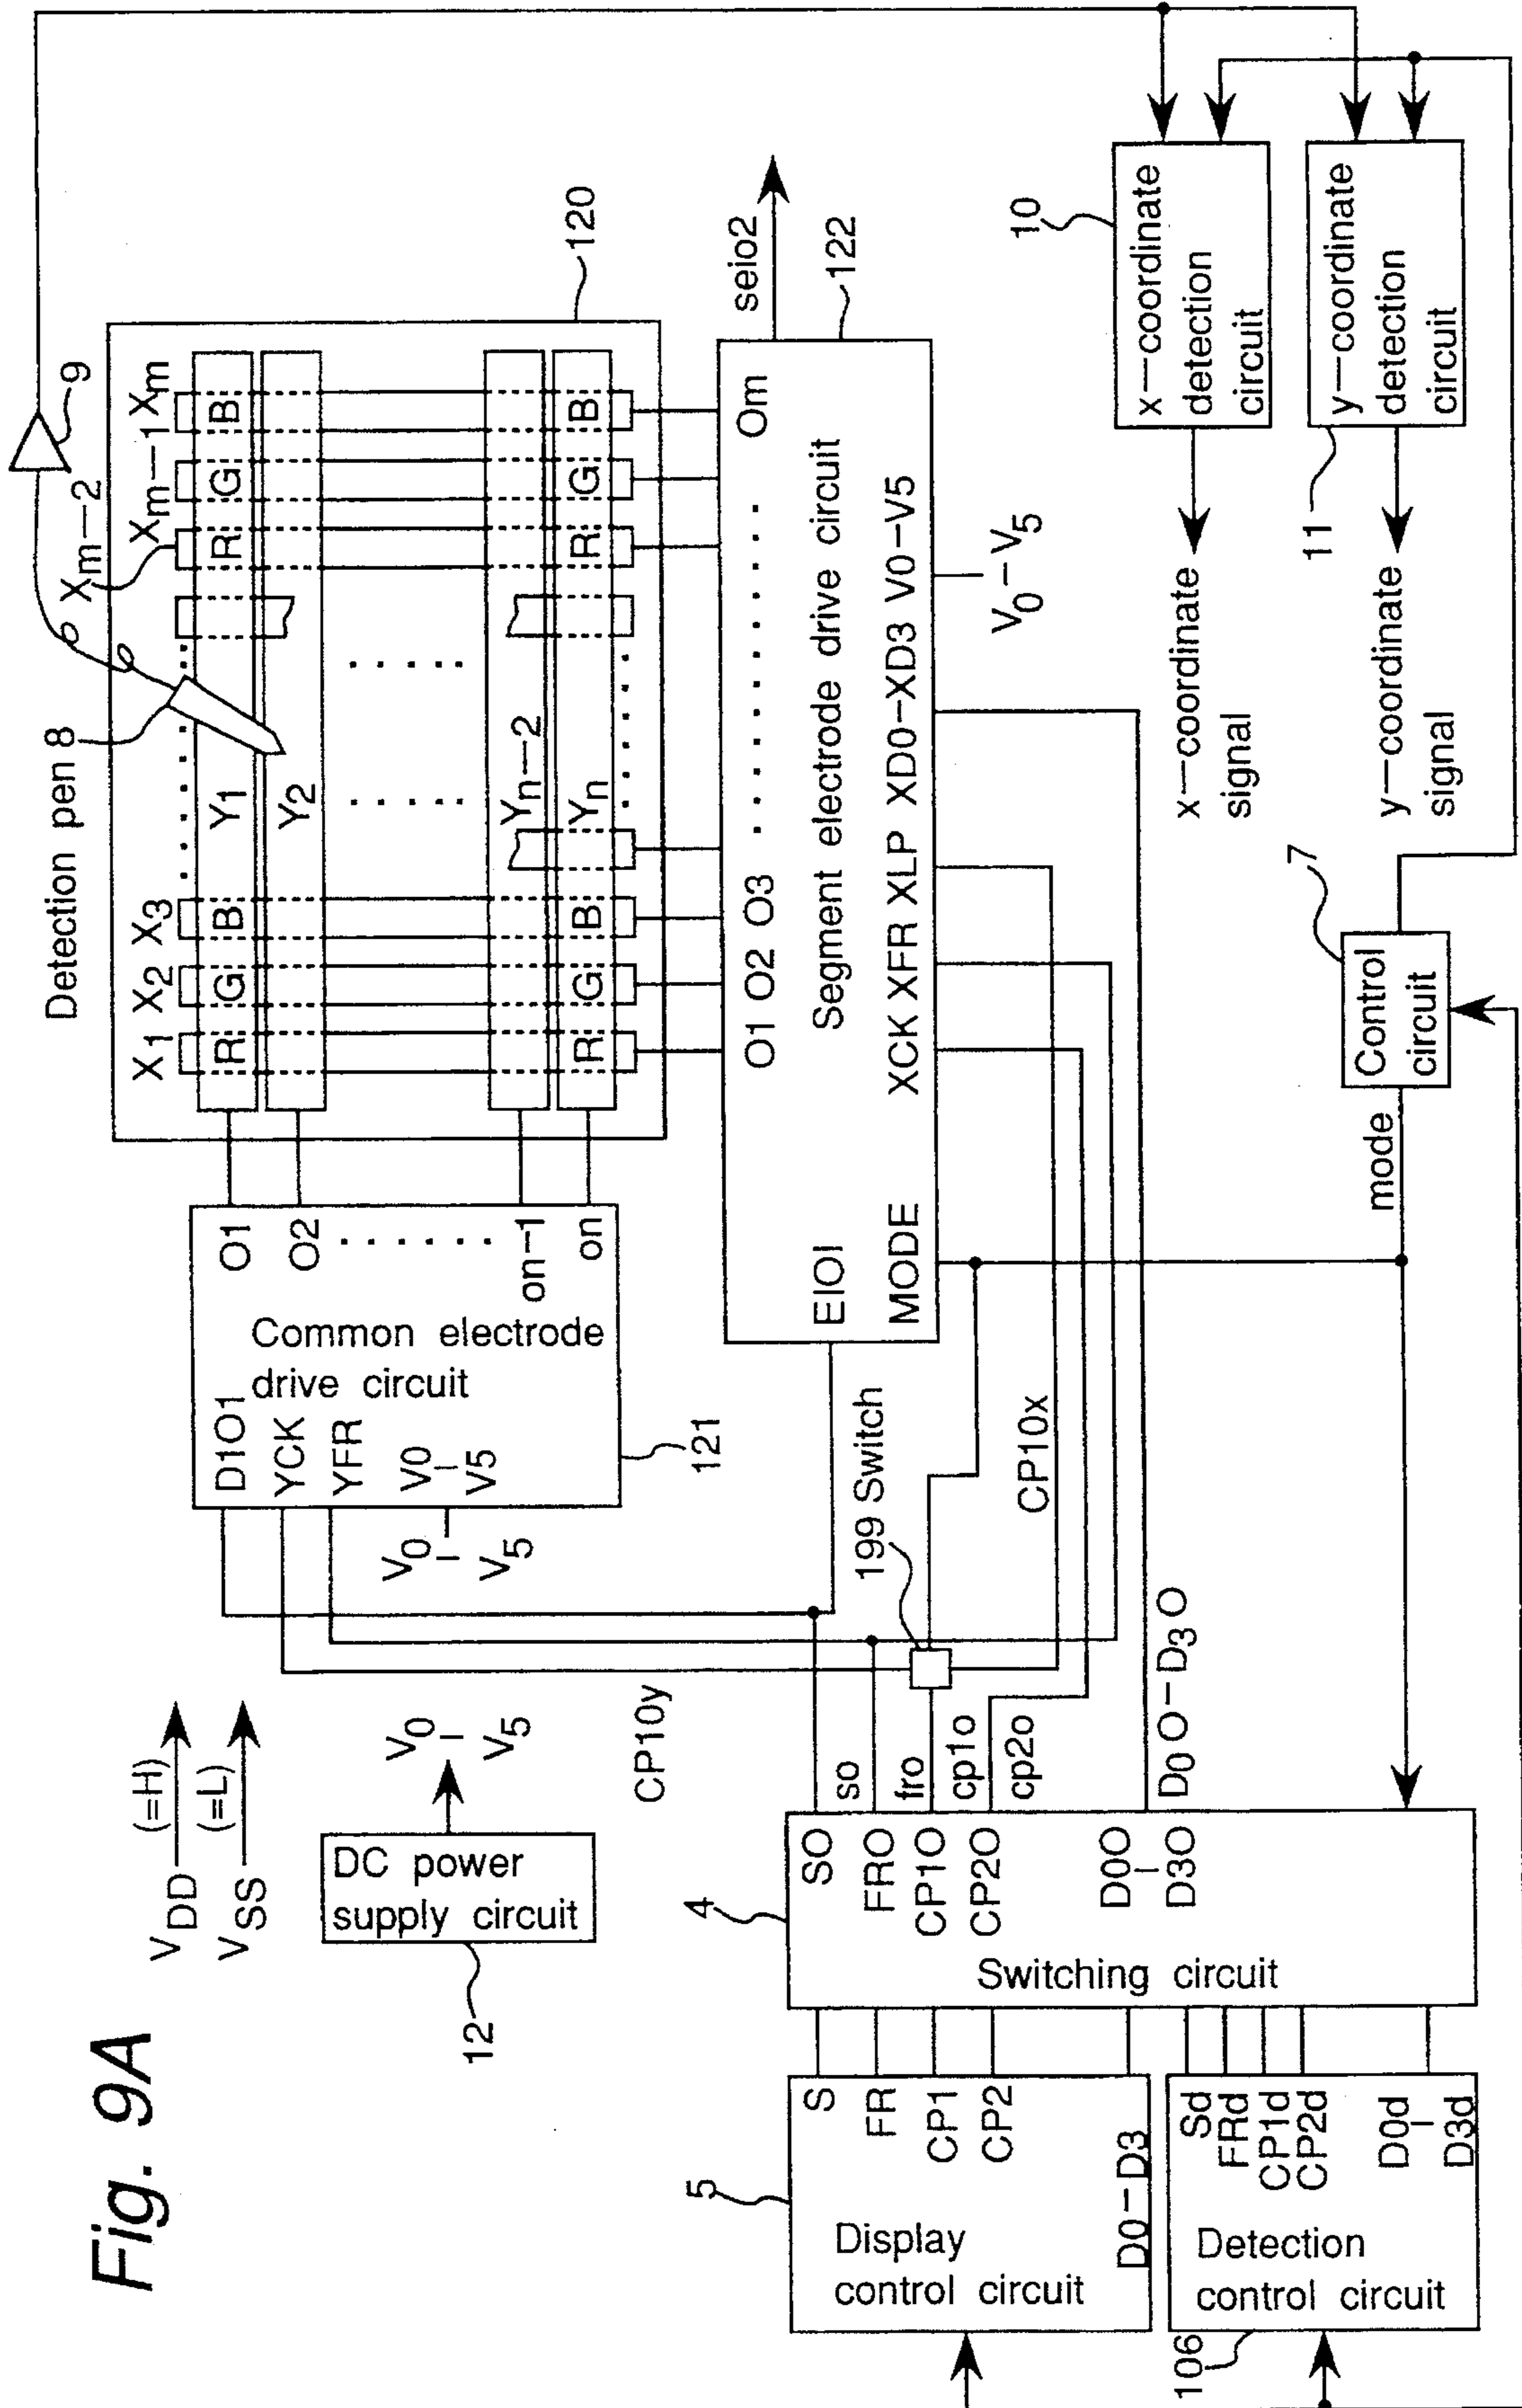 Fig. 9A
VDD (=H)
VSS (=L)
DC power
supply circuit
12
V0 – V5
D1O1
YCK
YFR
V0 – V5
V0 – V5
Common electrode
drive circuit
121
O1
O2
on–1
on
Detection pen 8
9
X1
X2
X3
Xm–2
Xm–1
Xm
R
G
B
R
G
B
Y1
Y2
Yn–2
Yn
R
G
B
R
G
B
120
O1 O2 O3
Om
Segment electrode drive circuit
EIOI
MODE
XCK XFR XLP XD0–XD3 V0–V5
V0–V5
122
seio2
CP10y
199 Switch
CP10x
so
fro
cp1o
cp2o
D0 O–D3 O
4
SO
FRO
CP1O
CP2O
D0O
–
D3O
Switching circuit
5
S
FR
CP1
CP2
D0–D3
Display
control circuit
Sd
FRd
CP1d
CP2d
D0d
–
D3d
Detection
control circuit
106
mode
7
Control
circuit
10
x–coordinate
detection
circuit
x–coordinate
signal
11
y–coordinate
detection
circuit
y–coordinate
signal